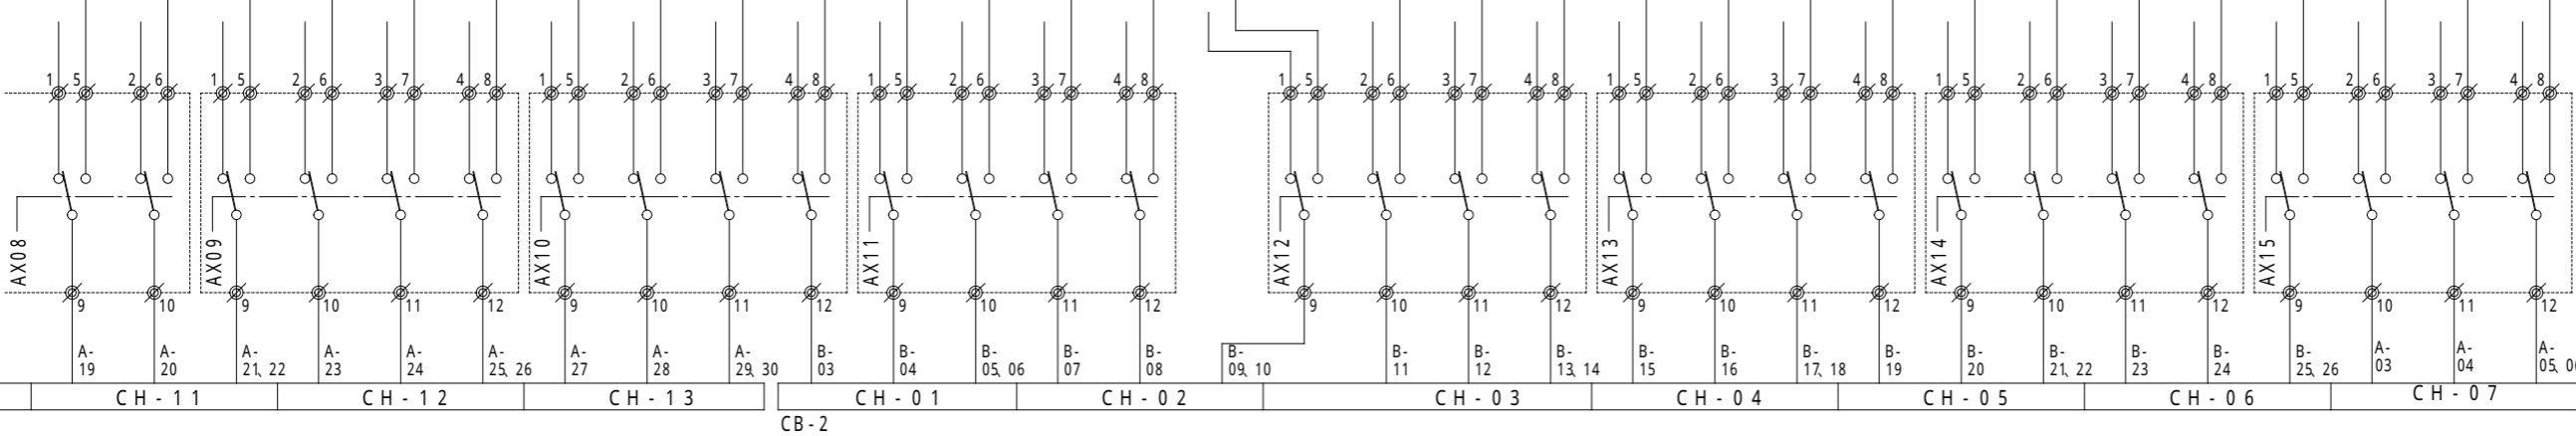 1 5 2 6 1 5 2 6 3 7 4 8 1 5 2 6 3 7 4 8 1 5 2 6 3 7 4 8 1 5 2 6 3 7 4 8 1 5 2 6 3 7 4 8 1 5 2 6 3 7 4 8 1 5 2 6 3 7 4 8
AX08 AX09 AX10 AX11 AX12 AX13 AX14 AX15
9 10 9 10 11 12 9 10 11 12 9 10 11 12 9 10 11 12 9 10 11 12 9 10 11 12 9 10 11 12
A- A- A- A- A- A- A- A- A- B- B- B- B- B- B- B- B- B- B- B- B- B- B- B- B- B- B- A- A- A-
19 20 21, 22 23 24 25, 26 27 28 29, 30 03 04 05, 06 07 08 09, 10 11 12 13, 14 15 16 17, 18 19 20 21, 22 23 24 25, 26 03 04 05,
CH-11 CH-12 CH-13 CH-01 CH-02 CH-03 CH-04 CH-05 CH-06 CH-07
CB-2